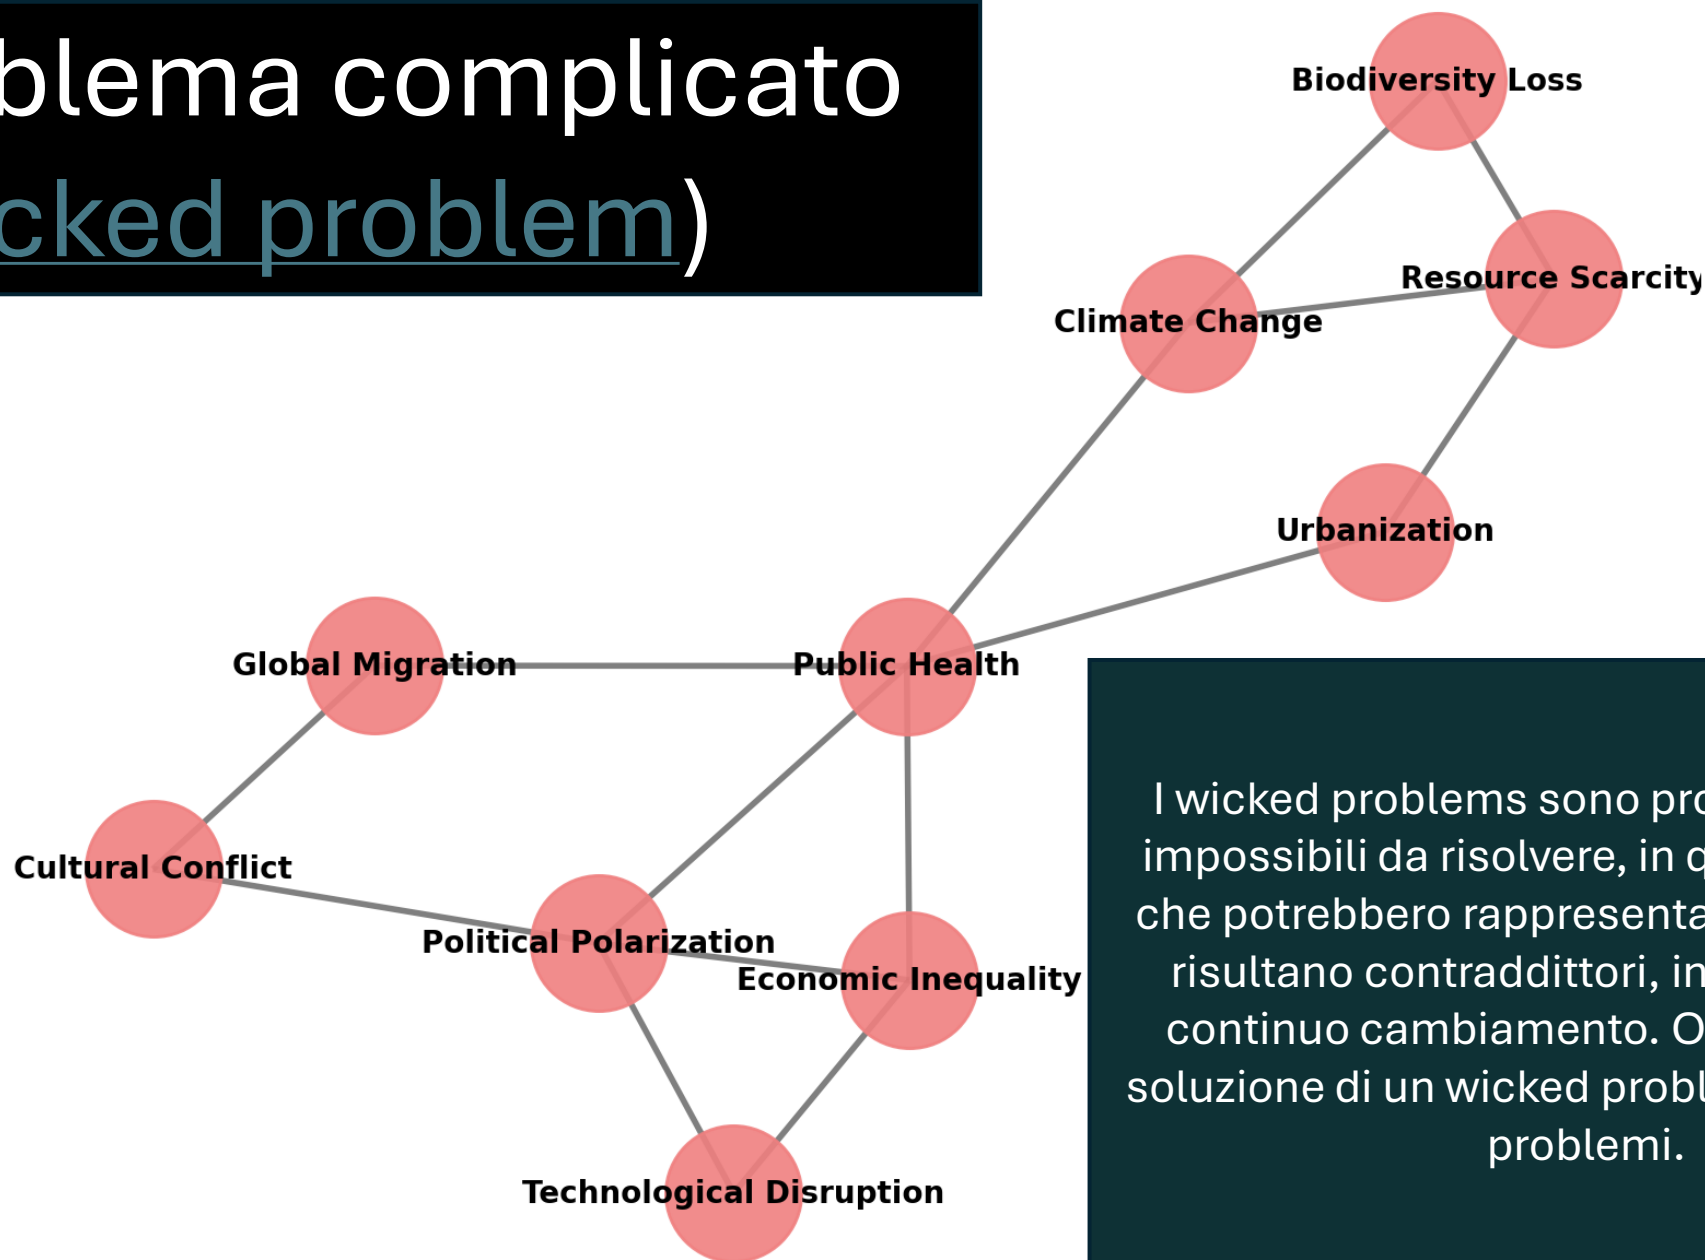 blema complicato
cked problem)
Biodiversity Loss
Resource Scarcity
Climate Change
Urbanization
Global Migration
Public Health
Cultural Conflict
Political Polarization
Economic Inequality
Technological Disruption
I wicked problems sono pro
impossibili da risolvere, in q
che potrebbero rappresenta
risultano contraddittori, in
continuo cambiamento. O
soluzione di un wicked probl
problemi.